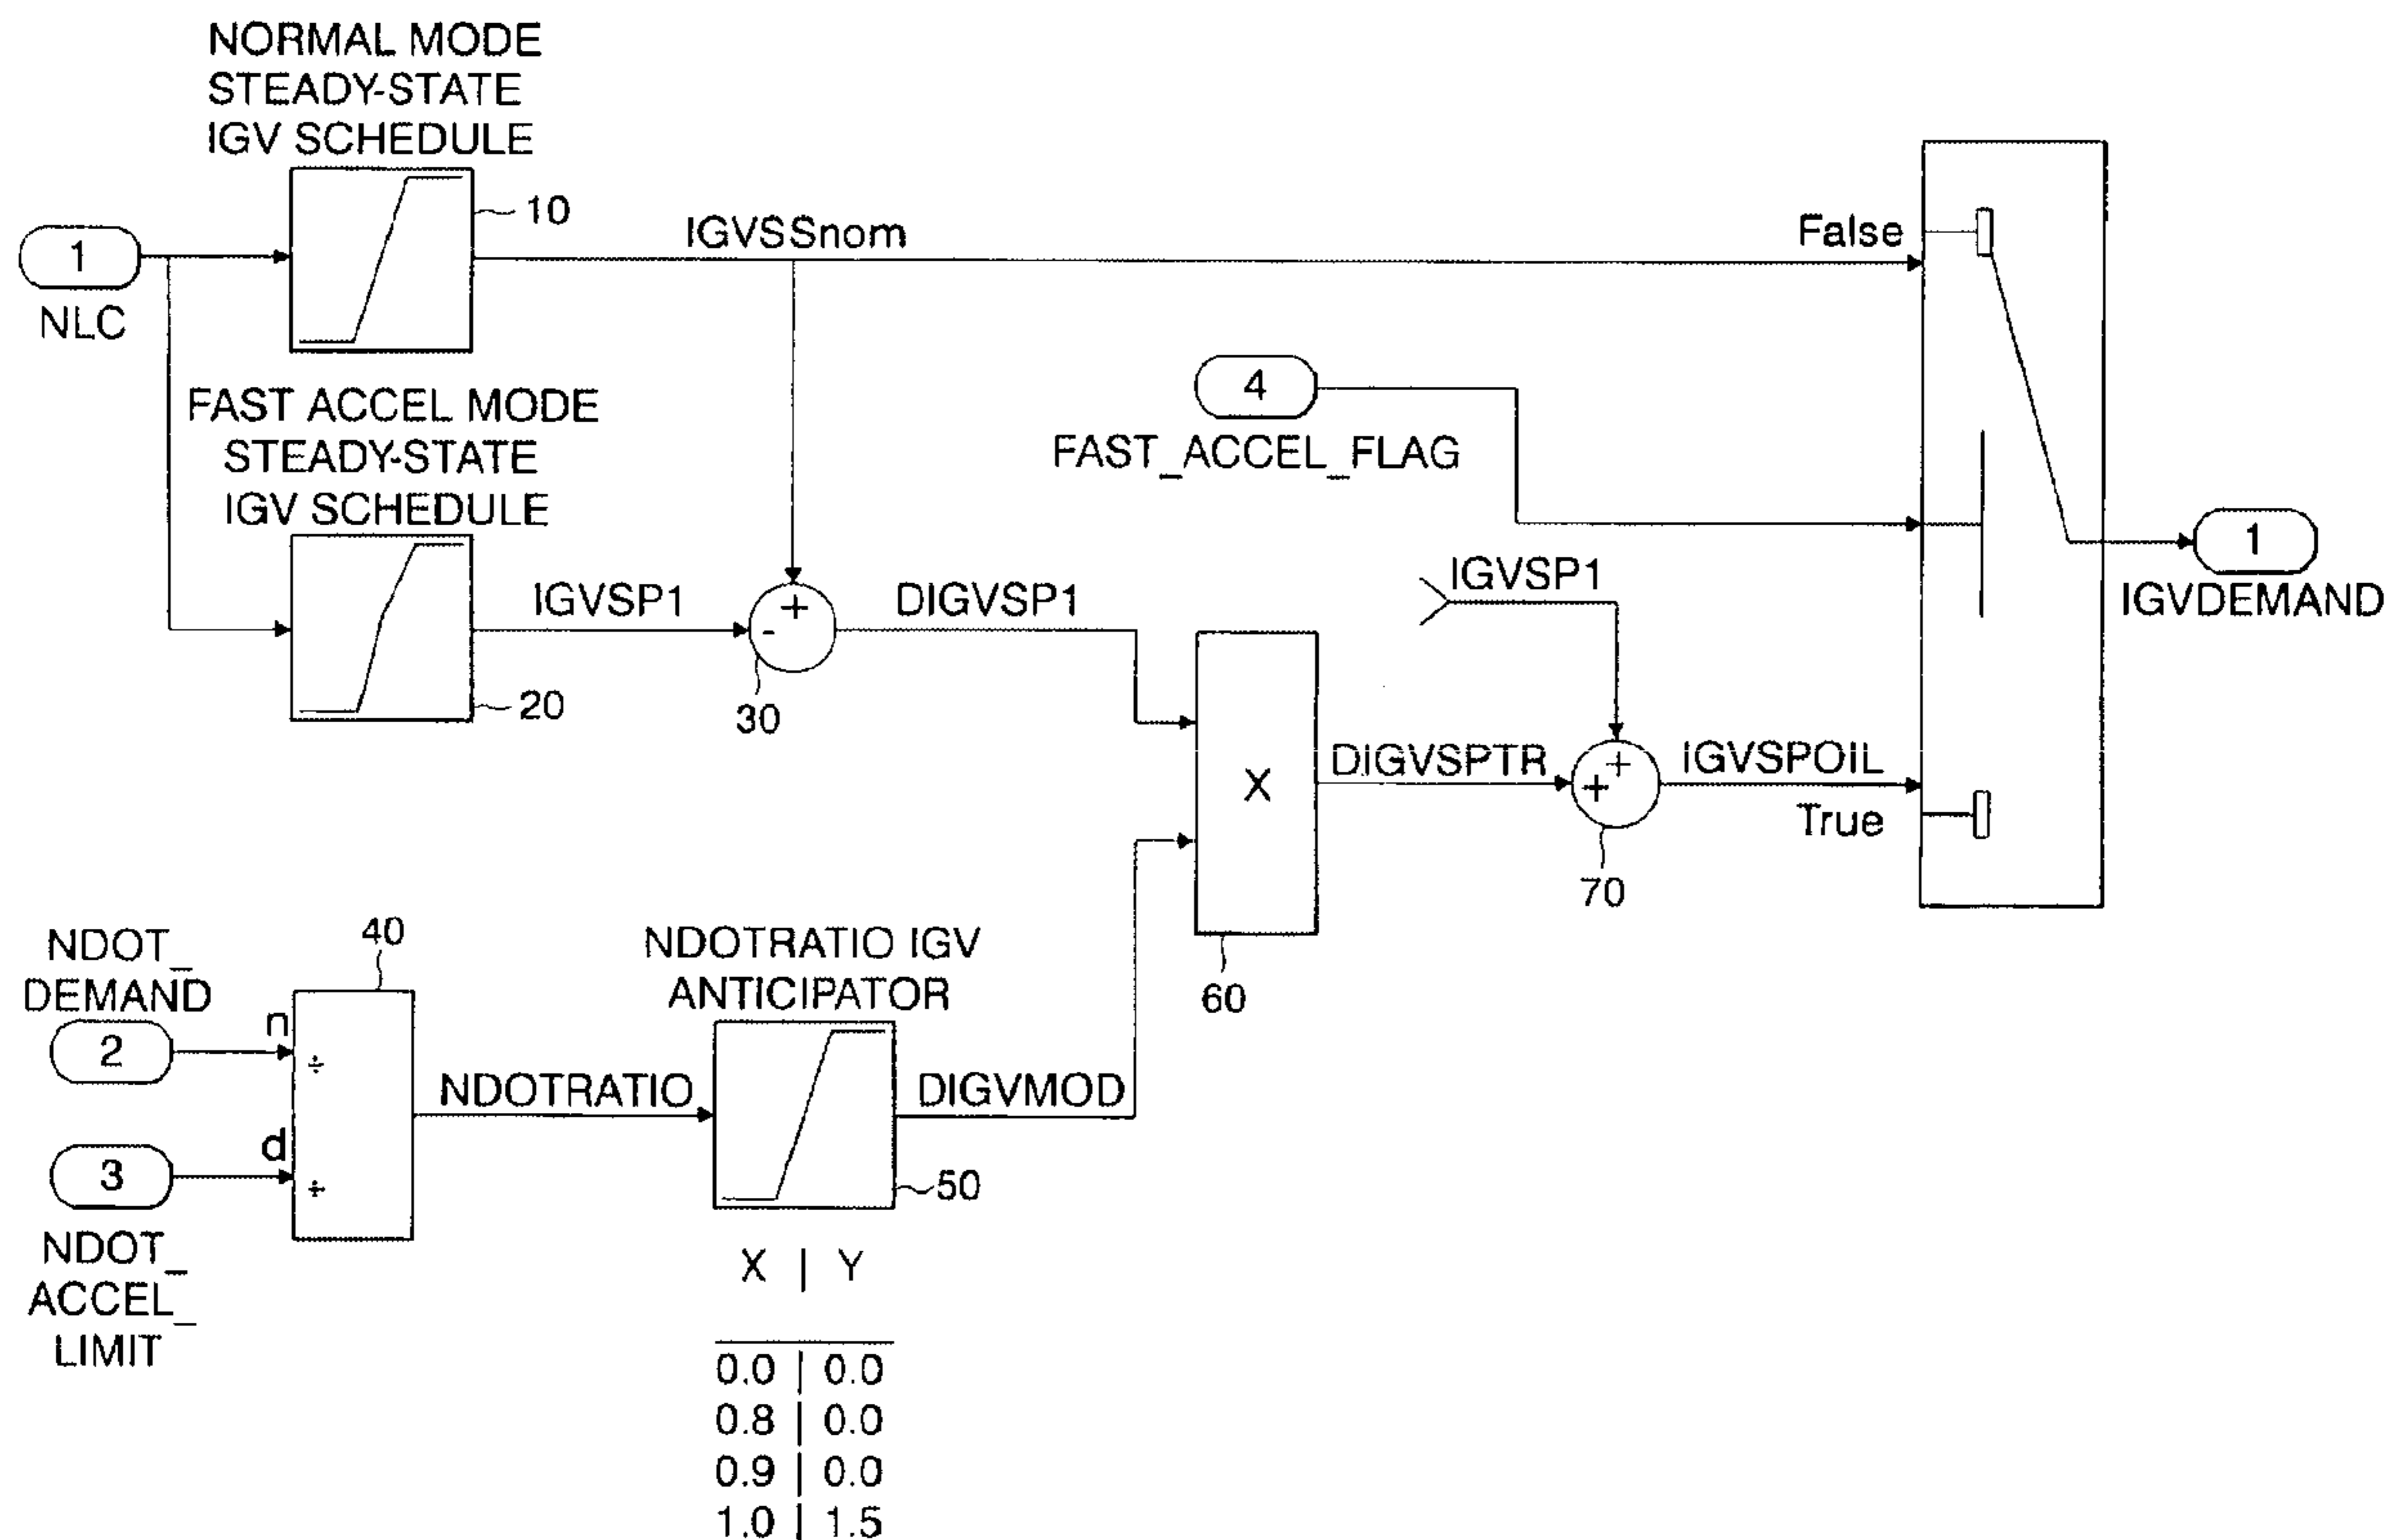 NORMAL MODE
STEADY-STATE
IGV SCHEDULE
10
1
NLC
IGVSSnom
False
FAST ACCEL MODE
STEADY-STATE
IGV SCHEDULE
20
4
FAST_ACCEL_FLAG
IGVSP1
+
-
30
DIGVSP1
IGVSP1
1
IGVDEMAND
X
60
DIGVSPTR
+
+
70
IGVSPOIL
True
NDOT_
DEMAND
2
n
÷
40
3
d
÷
NDOT_
ACCEL_
LIMIT
NDOTRATIO
NDOTRATIO IGV
ANTICIPATOR
50
DIGVMOD
X | Y
0.0 | 0.0
0.8 | 0.0
0.9 | 0.0
1.0 | 1.5